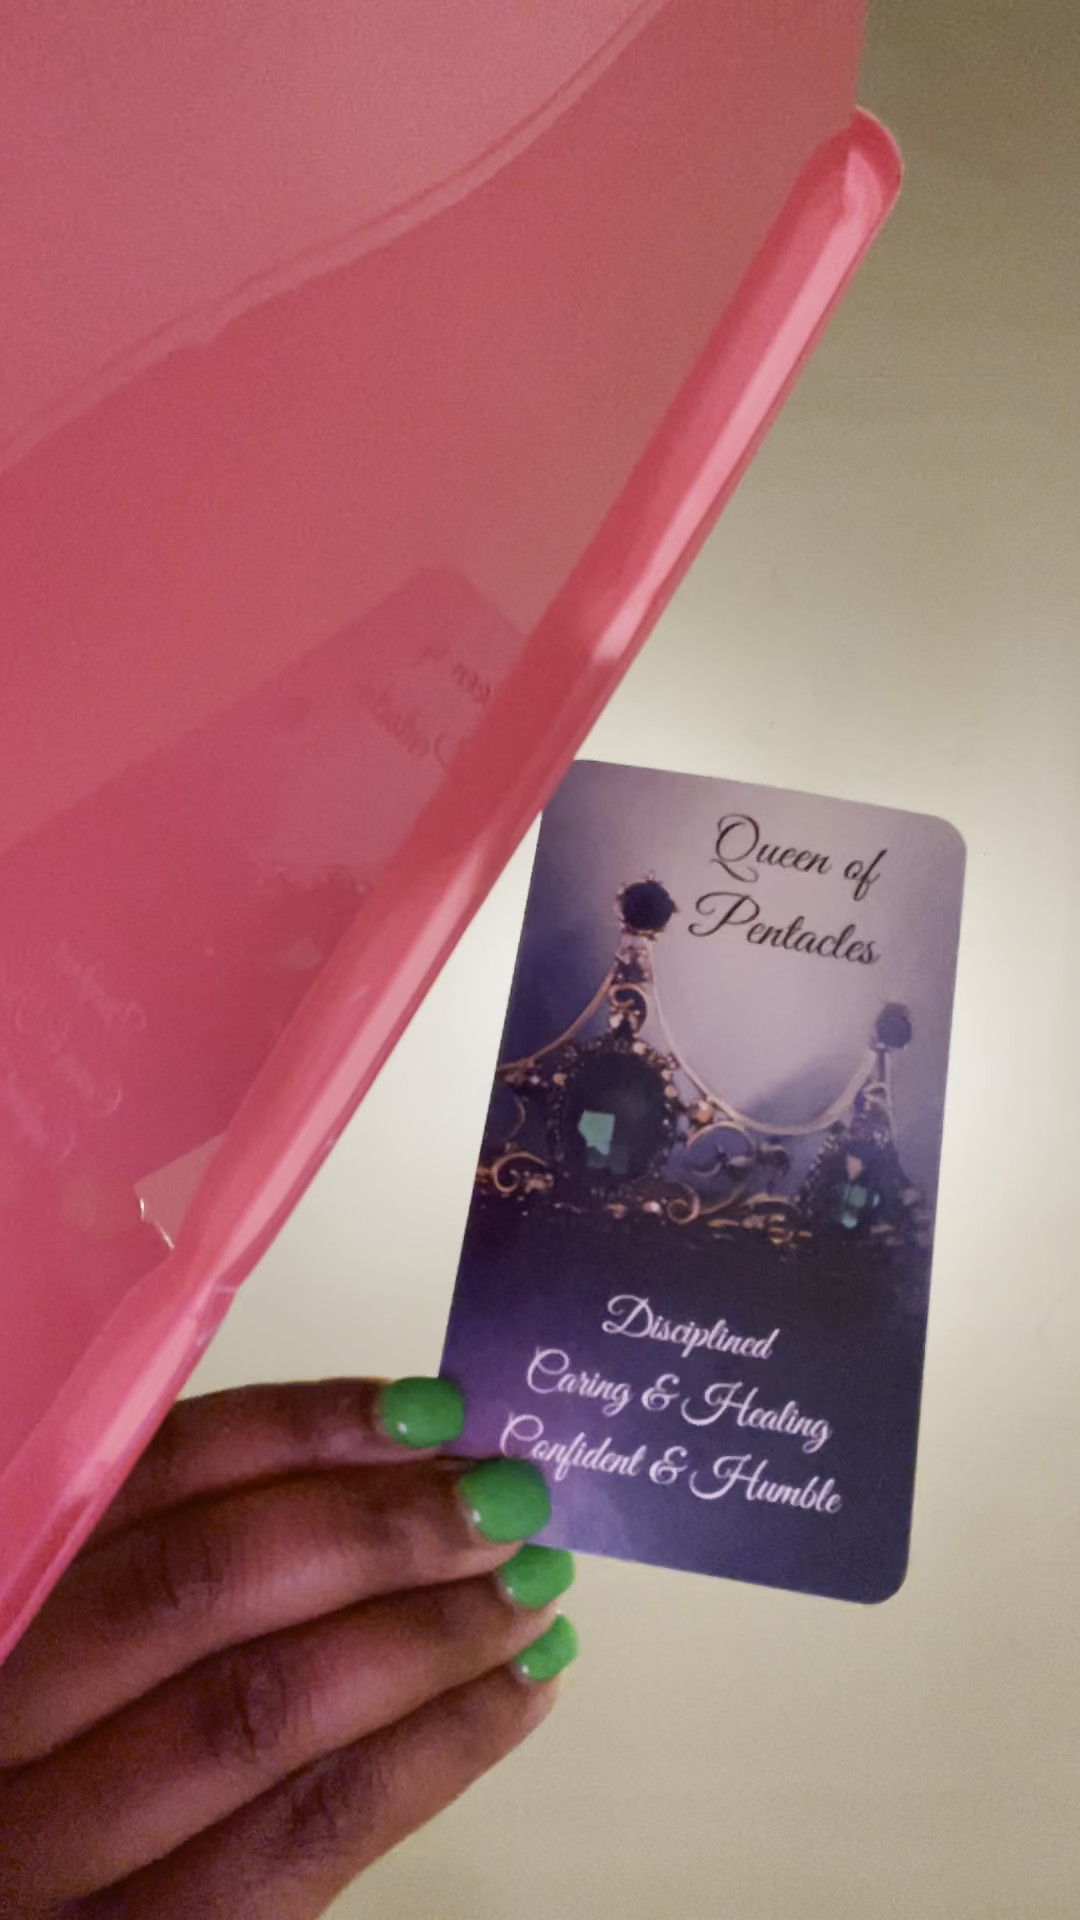 Queen of
Pentacles
Disciplined
Caring & Healing
Confident & Humble